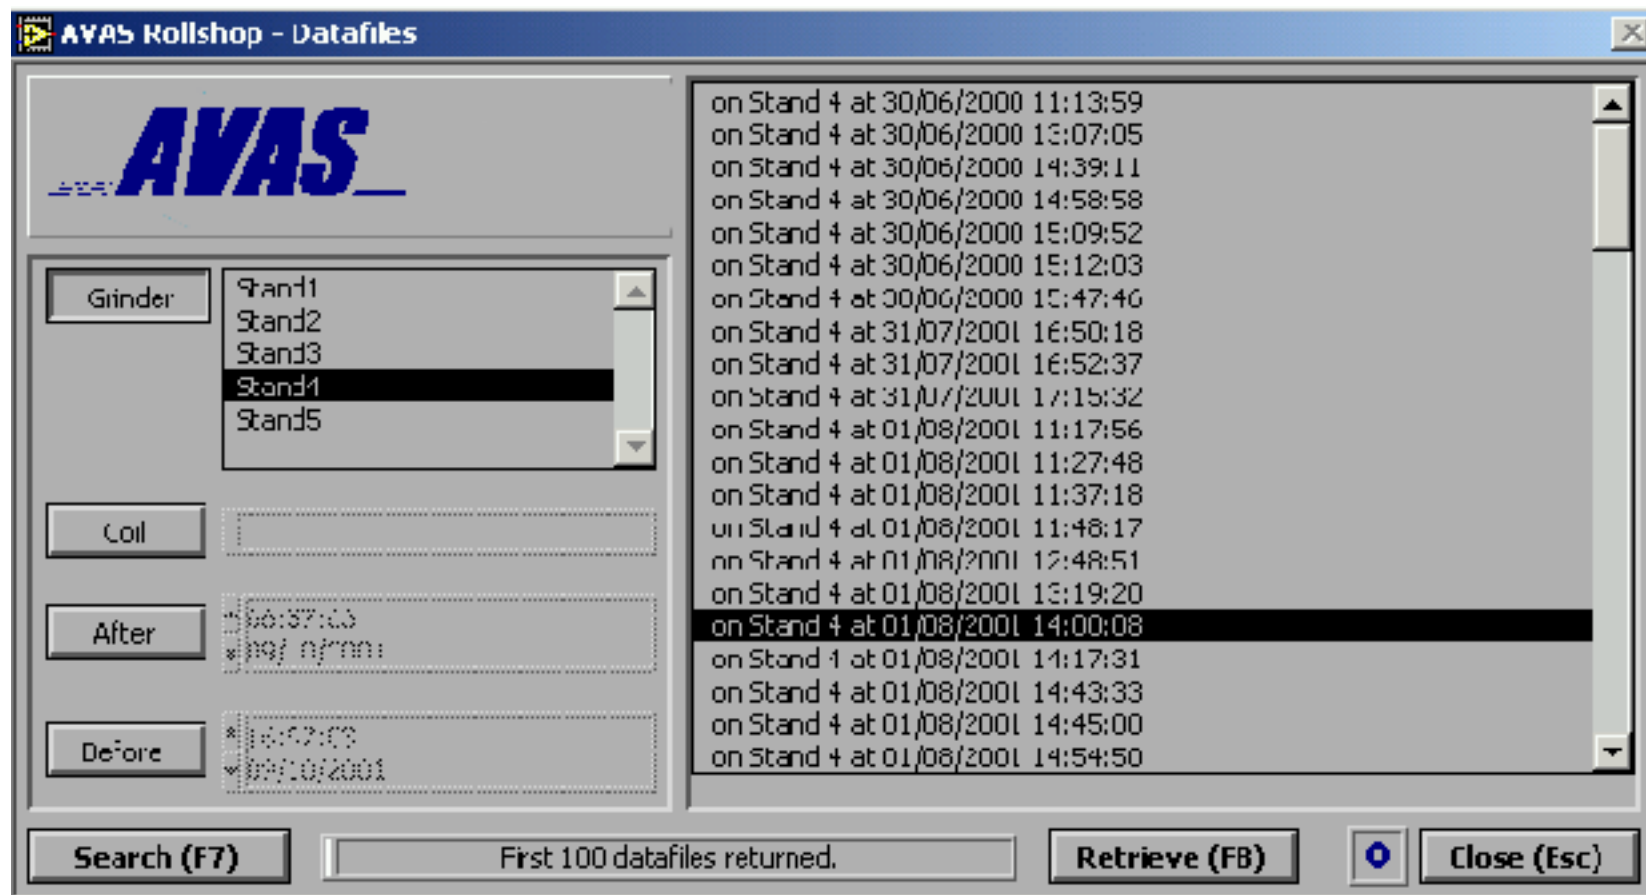 AVAS Rollshop - Datafiles
AVAS
Grinder
Stand1
Stand2
Stand3
Stand4
Stand5
Coil
After
Before
09/10/2001
on Stand 4 at 30/06/2000 11:13:59
on Stand 4 at 30/06/2000 13:07:05
on Stand 4 at 30/06/2000 14:39:11
on Stand 4 at 30/06/2000 14:58:58
on Stand 4 at 30/06/2000 15:09:52
on Stand 4 at 30/06/2000 15:12:03
on Stand 4 at 30/06/2000 15:47:46
on Stand 4 at 31/07/2001 16:50:18
on Stand 4 at 31/07/2001 16:52:37
on Stand 4 at 31/07/2001 17:15:32
on Stand 4 at 01/08/2001 11:17:56
on Stand 4 at 01/08/2001 11:27:48
on Stand 4 at 01/08/2001 11:37:18
on Stand 4 at 01/08/2001 11:48:17
on Stand 4 at 01/08/2001 12:48:51
on Stand 4 at 01/08/2001 13:19:20
on Stand 4 at 01/08/2001 14:00:08
on Stand 4 at 01/08/2001 14:17:31
on Stand 4 at 01/08/2001 14:43:33
on Stand 4 at 01/08/2001 14:45:00
on Stand 4 at 01/08/2001 14:54:50
Search (F7)
First 100 datafiles returned.
Retrieve (F8)
Close (Esc)